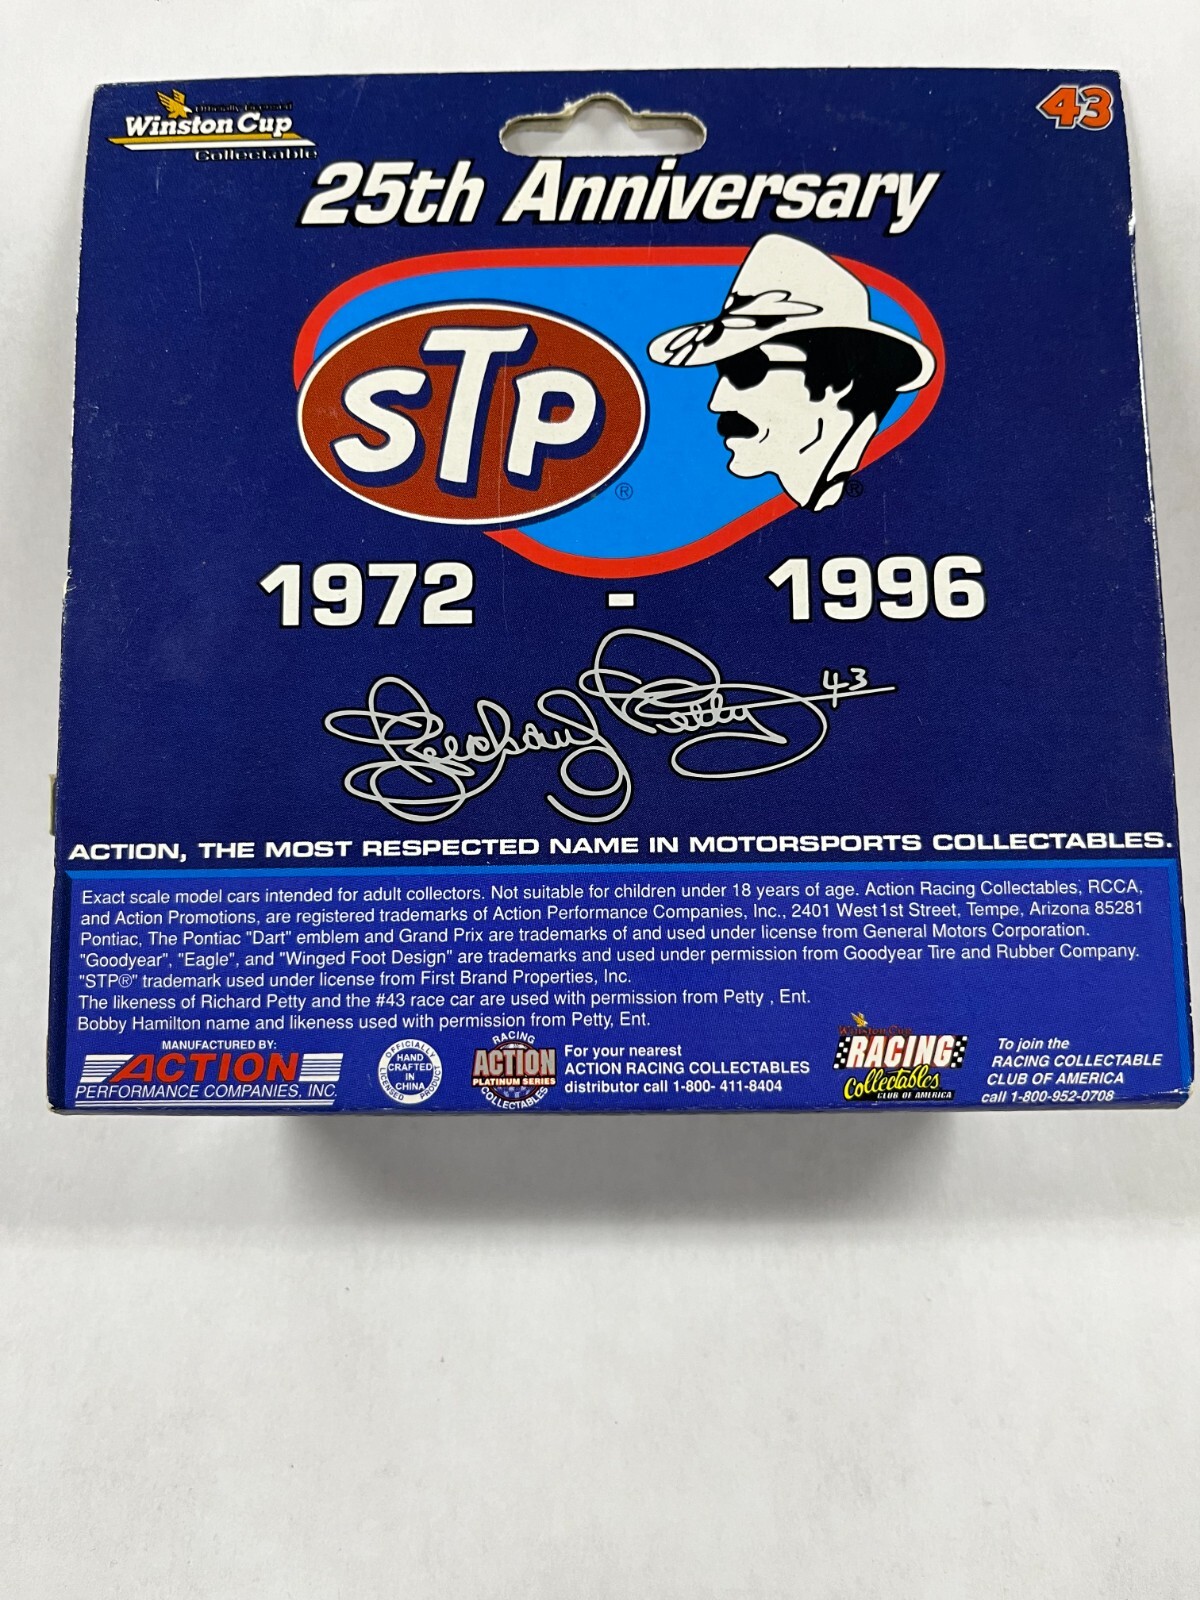 Officially Licensed
Winston Cup
Collectable
43
25th Anniversary
STP®
®
1972 - 1996
Richard Petty 43
ACTION, THE MOST RESPECTED NAME IN MOTORSPORTS COLLECTABLES.
Exact scale model cars intended for adult collectors. Not suitable for children under 18 years of age. Action Racing Collectables, RCCA,
and Action Promotions, are registered trademarks of Action Performance Companies, Inc., 2401 West1st Street, Tempe, Arizona 85281
Pontiac, The Pontiac "Dart" emblem and Grand Prix are trademarks of and used under license from General Motors Corporation.
"Goodyear", "Eagle", and "Winged Foot Design" are trademarks and used under permission from Goodyear Tire and Rubber Company.
"STP®" trademark used under license from First Brand Properties, Inc.
The likeness of Richard Petty and the #43 race car are used with permission from Petty , Ent.
Bobby Hamilton name and likeness used with permission from Petty, Ent.
MANUFACTURED BY:
ACTION
PERFORMANCE COMPANIES, INC.
OFFICIALLY
HAND
CRAFTED
IN
CHINA
LICENSED PRODUCT
RACING
ACTION
PLATINUM SERIES
COLLECTABLES
For your nearest
ACTION RACING COLLECTABLES
distributor call 1-800- 411-8404
Winston Cup
RACING
Collectables
CLUB OF AMERICA
To join the
RACING COLLECTABLE
CLUB OF AMERICA
call 1-800-952-0708